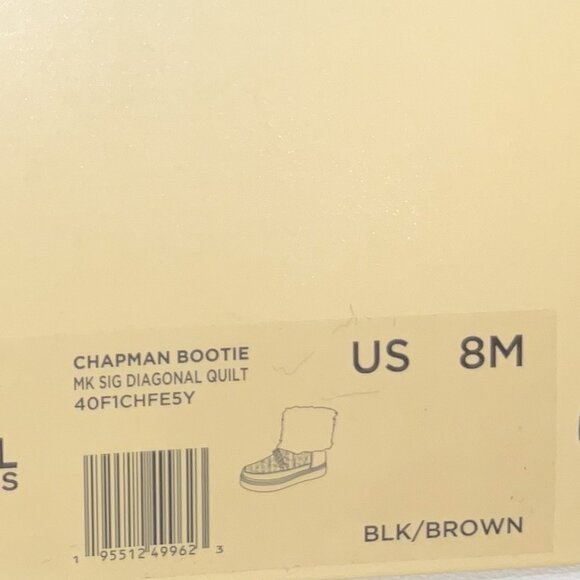 CHAPMAN BOOTIE
MK SIG DIAGONAL QUILT
40F1CHFE5Y
US 8M
BLK/BROWN
1 95512 49962 3